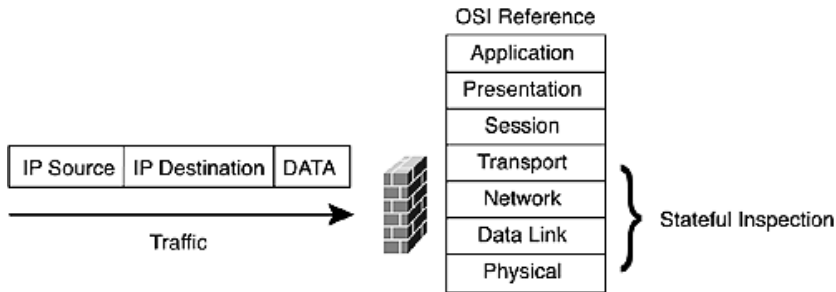 OSI Reference
Application
Presentation
Session
Transport
Network
Data Link
Physical
IP Source IP Destination DATA
Traffic
Stateful Inspection